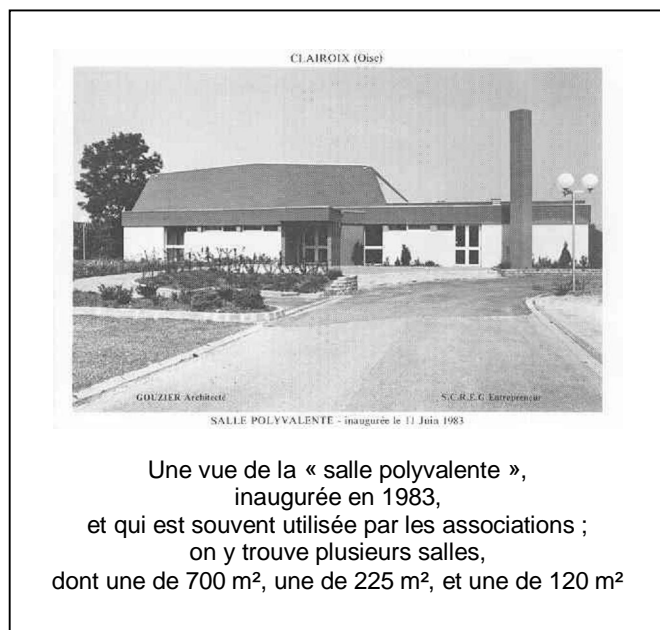 CLAIROIX (Oise)
GOUZIER Architecte
S.C.R.E.G Entrepreneur
SALLE POLYVALENTE - inaugurée le 11 Juin 1983
Une vue de la « salle polyvalente »,
inaugurée en 1983,
et qui est souvent utilisée par les associations ;
on y trouve plusieurs salles,
dont une de 700 m², une de 225 m², et une de 120 m²